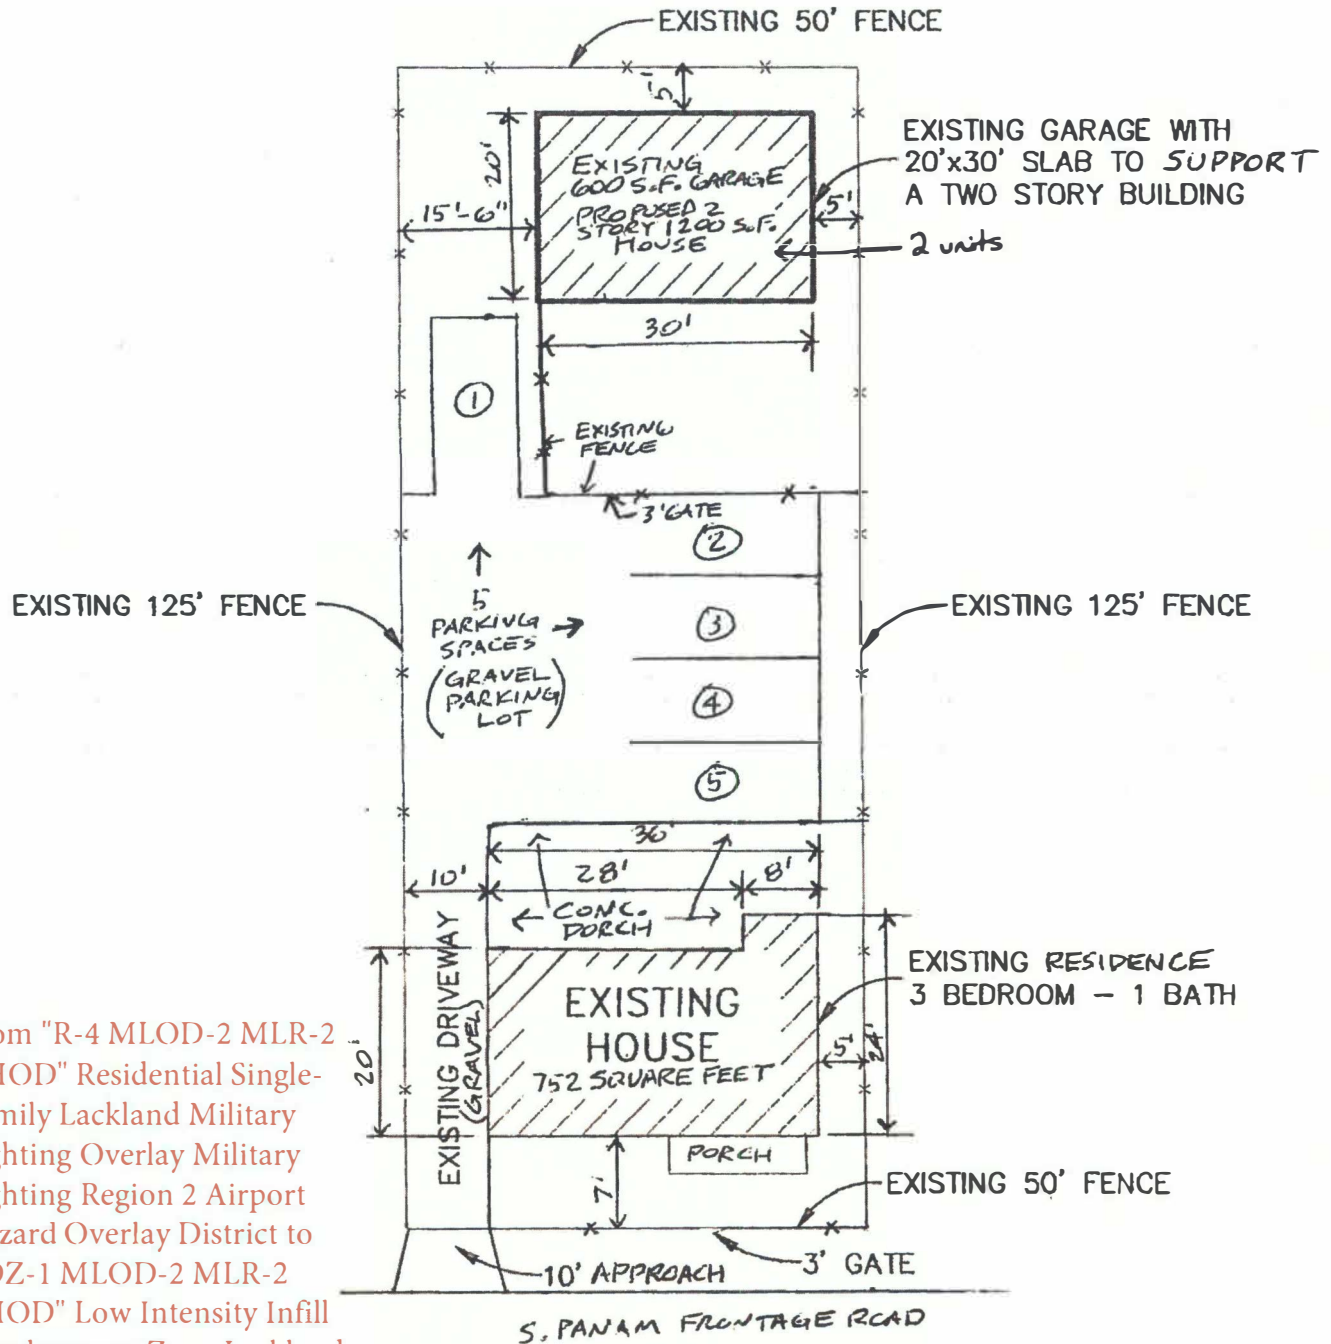 EXISTING 50' FENCE
5'
EXISTING GARAGE WITH
20'x30' SLAB TO SUPPORT
A TWO STORY BUILDING
20'
EXISTING
600 S.F. GARAGE
PROPOSED 2
STORY 1200 S.F.
HOUSE
15'-6"
5'
2 units
30'
1
EXISTING
FENCE
3' GATE
2
EXISTING 125' FENCE
5
PARKING
SPACES
(GRAVEL
PARKING
LOT)
3
EXISTING 125' FENCE
4
5
36'
10'
28'
8'
CONC.
PORCH
EXISTING DRIVEWAY
(GRAVEL)
EXISTING RESIDENCE
3 BEDROOM - 1 BATH
EXISTING
HOUSE
752 SQUARE FEET
20'
5'
24'
om "R-4 MLOD-2 MLR-2
HOD" Residential Single-
mily Lackland Military
ghting Overlay Military
ghting Region 2 Airport
zard Overlay District to
DZ-1 MLOD-2 MLR-2
HOD" Low Intensity Infill
PORCH
7'
EXISTING 50' FENCE
3' GATE
10' APPROACH
S. PANAM FRONTAGE ROAD